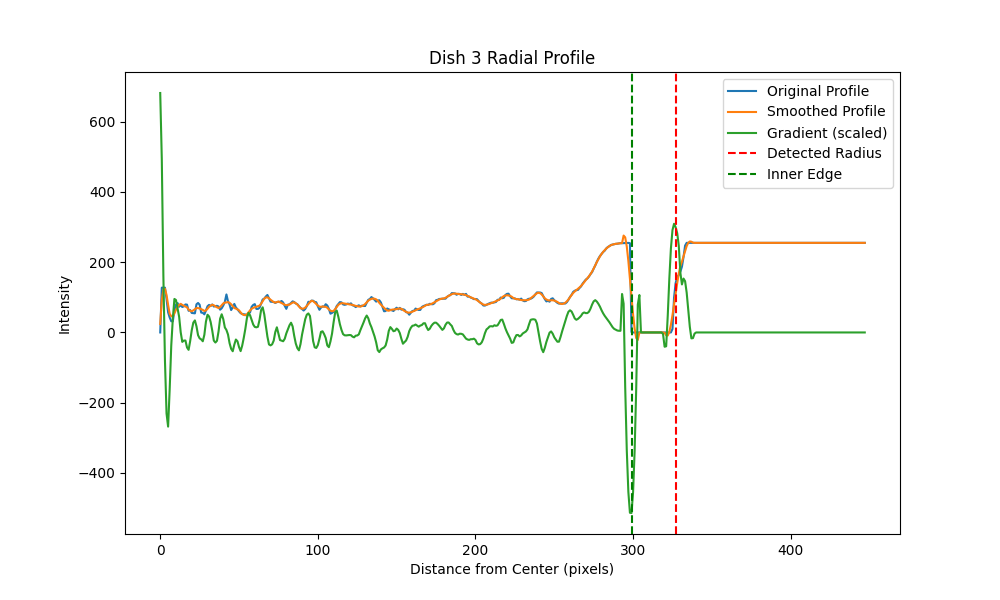 Dish 3 Radial Profile
Original Profile
Smoothed Profile
Gradient (scaled)
Detected Radius
Inner Edge
600
400
200
0
−200
−400
Intensity
0 100 200 300 400
Distance from Center (pixels)